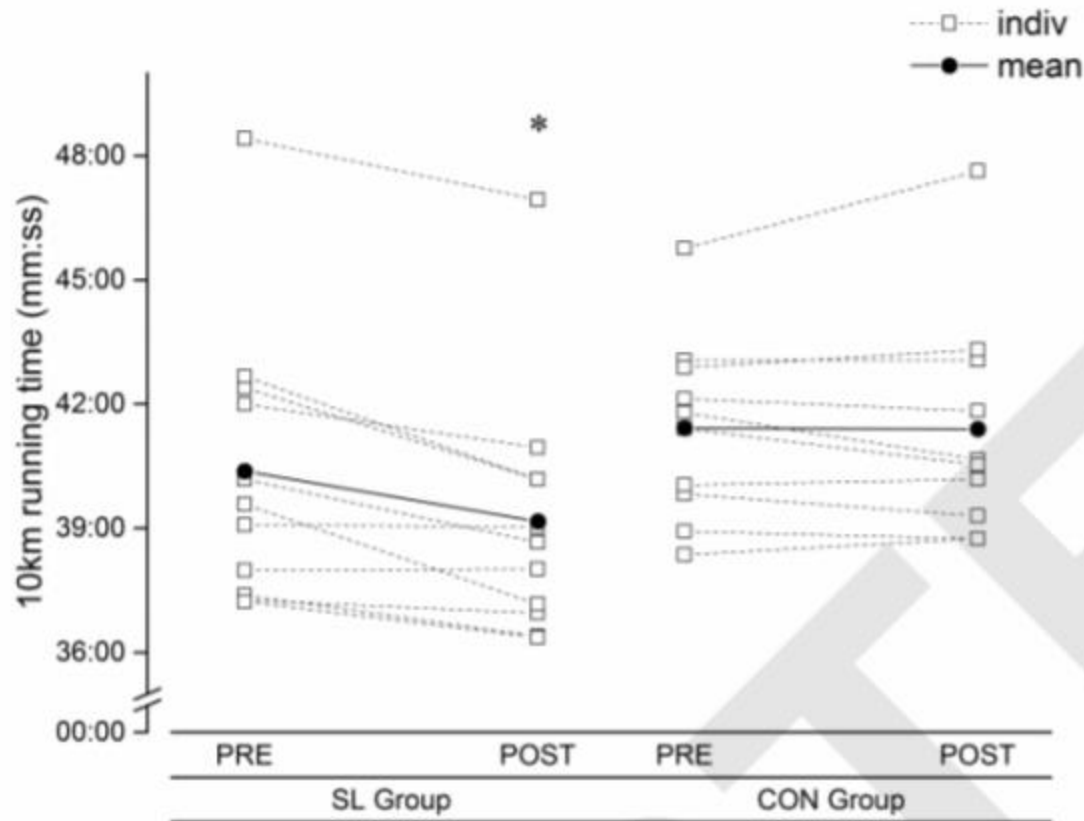 indiv
mean
10km running time (mm:ss)
48:00
*
45:00
42:00
39:00
36:00
00:00
PRE POST PRE POST
SL Group CON Group